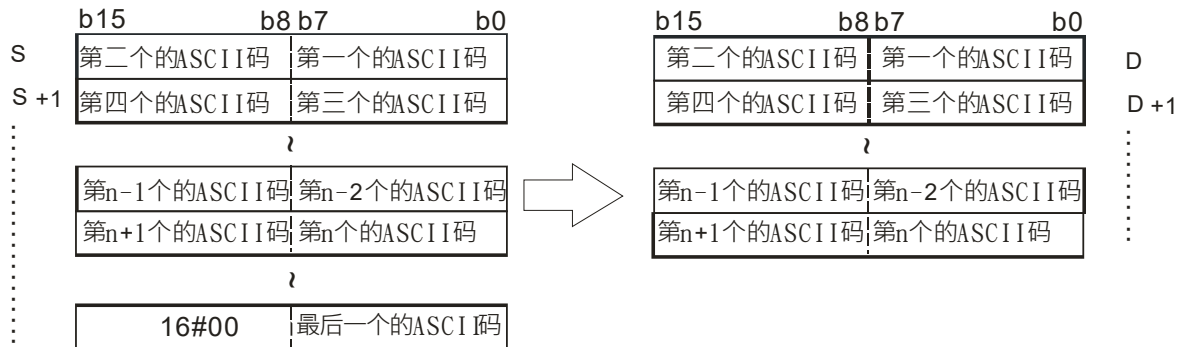 b15 b8 b7 b0 b15 b8 b7 b0
S 第二个的ASCII码 第一个的ASCII码 第二个的ASCII码 第一个的ASCII码 D
S +1 第四个的ASCII码 第三个的ASCII码 第四个的ASCII码 第三个的ASCII码 D +1
~ ~
第n-1个的ASCII码 第n-2个的ASCII码 第n-1个的ASCII码 第n-2个的ASCII码
第n+1个的ASCII码 第n个的ASCII码 第n+1个的ASCII码 第n个的ASCII码
~
16#00 最后一个的ASCII码